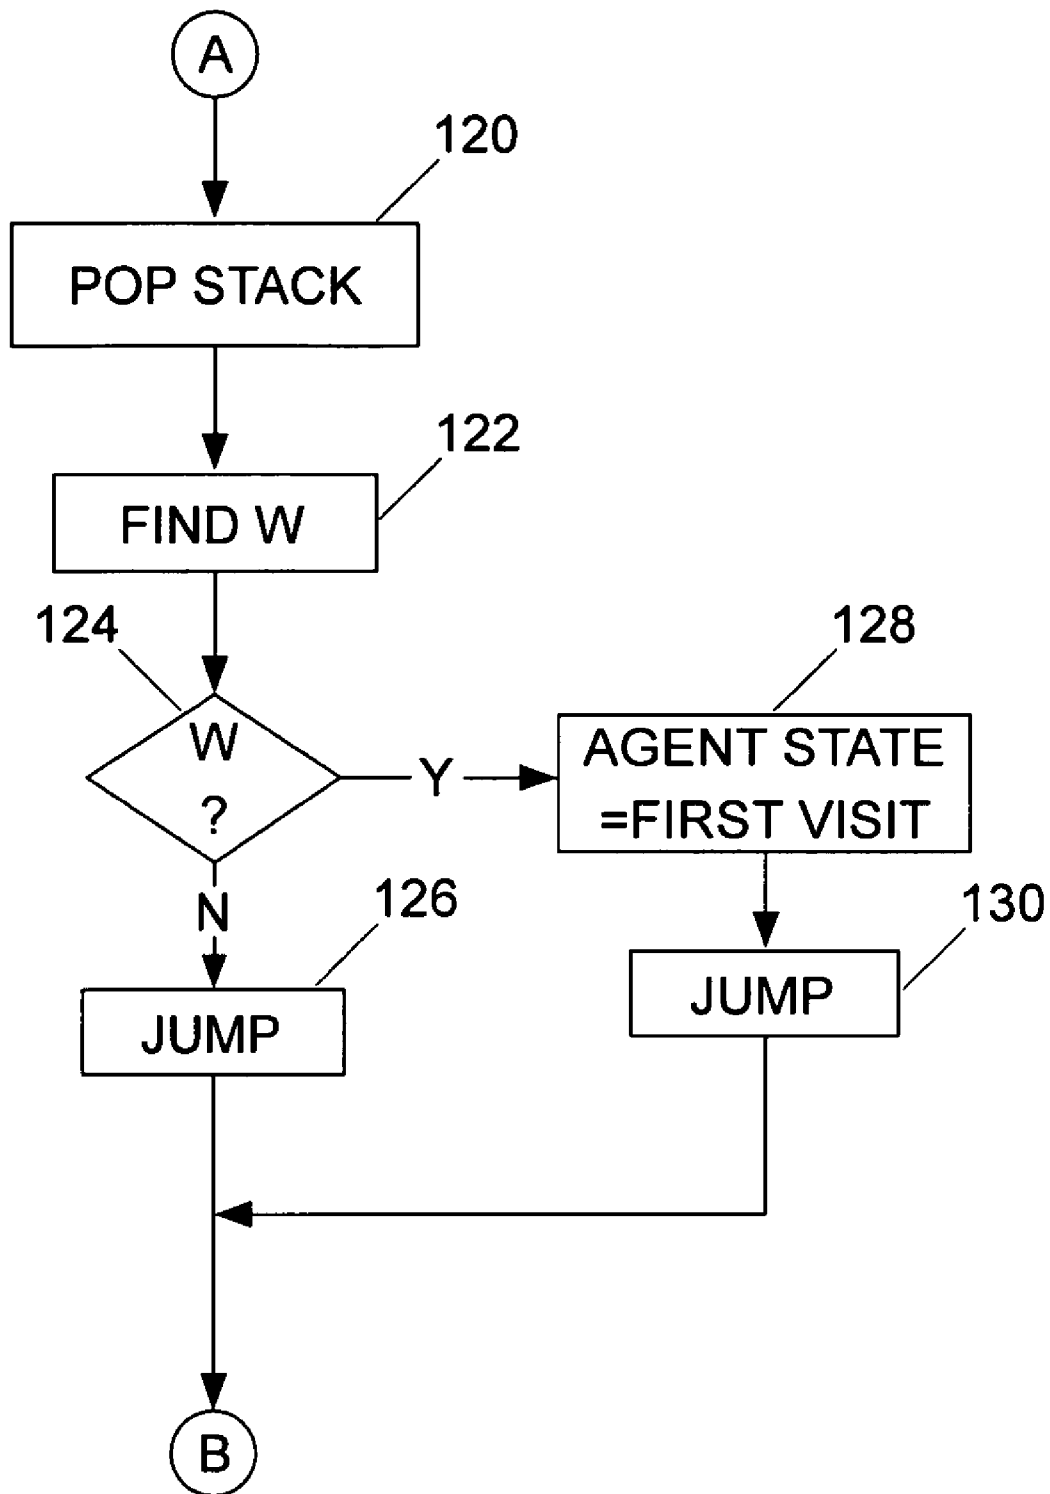 A
120
POP STACK
122
FIND W
124
W
?
Y
128
AGENT STATE
=FIRST VISIT
N
126
JUMP
130
JUMP
B